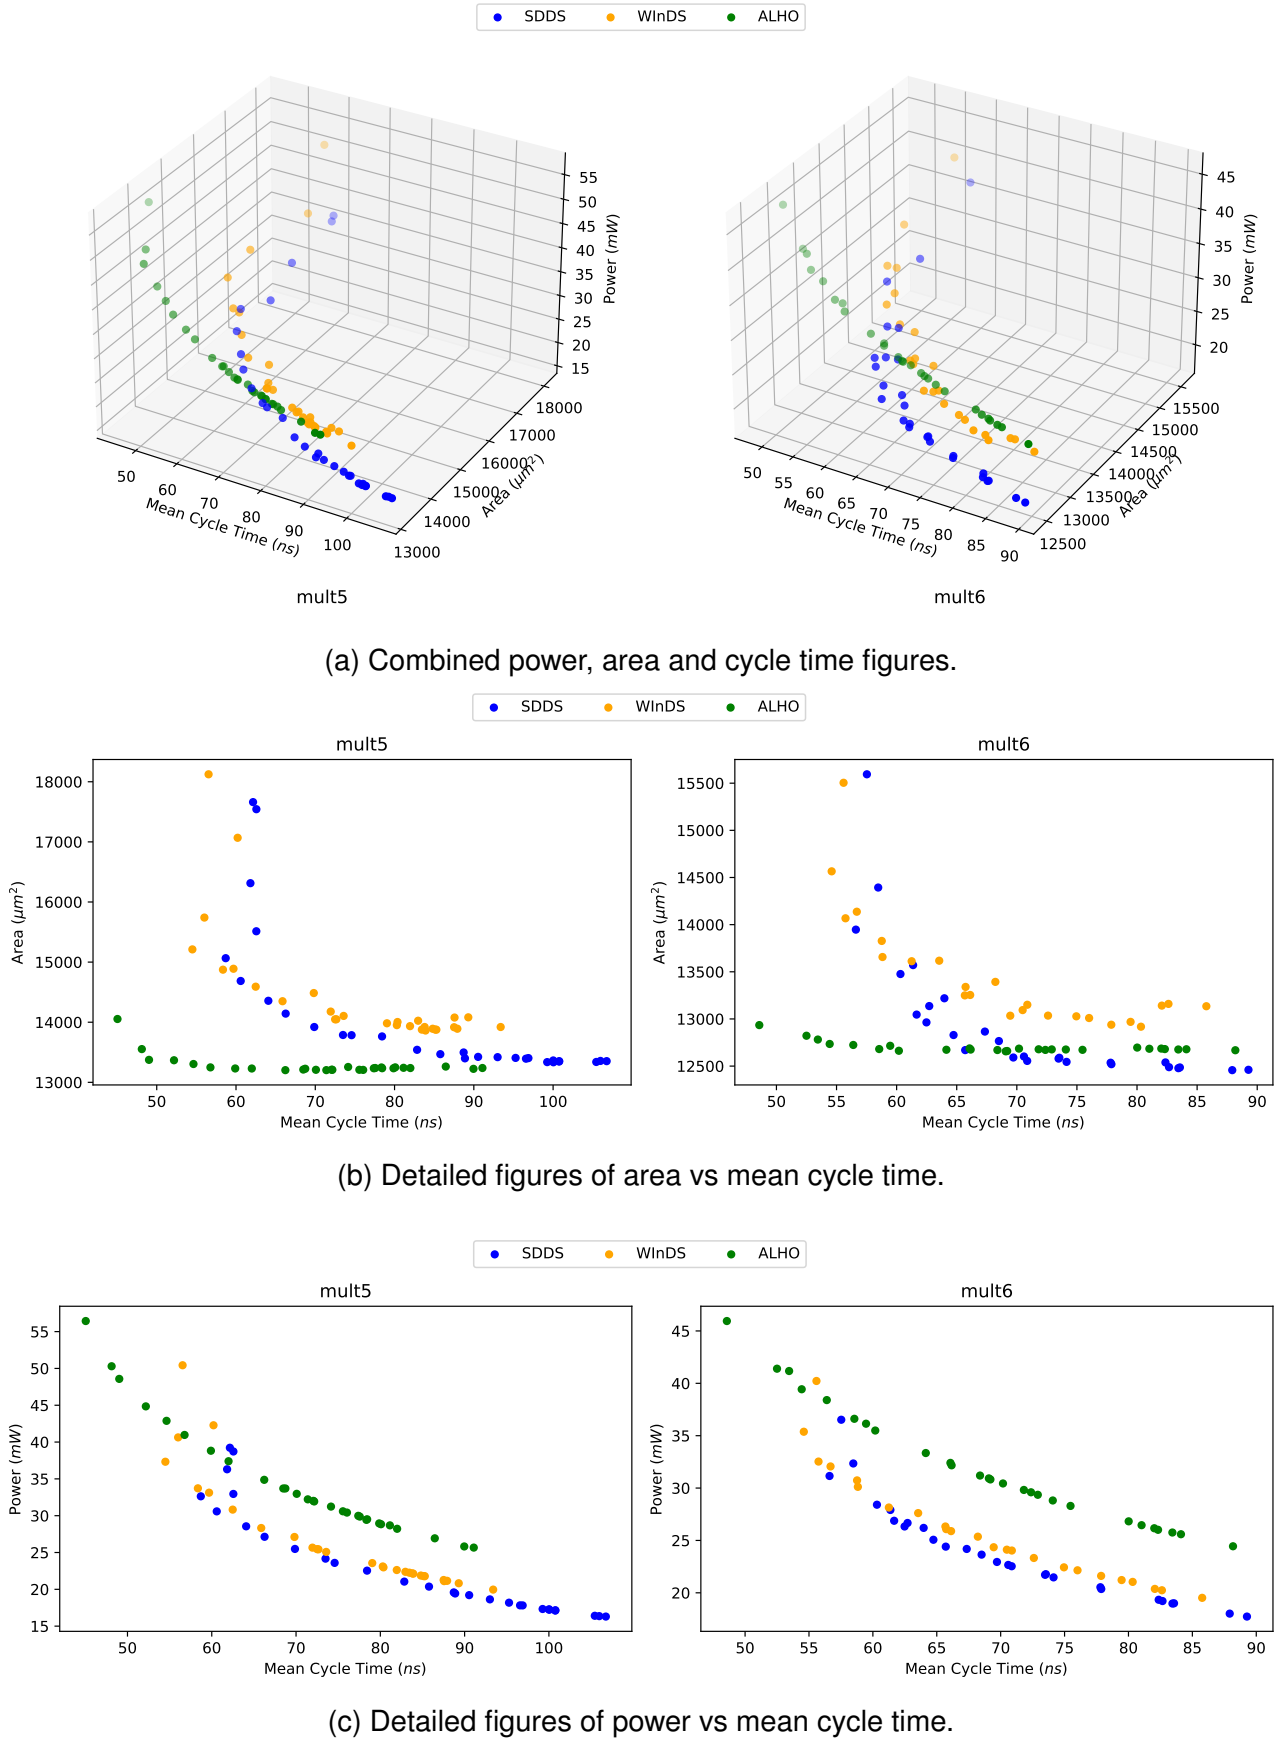 SDDS WInDS ALHO
55
50
45
40
35
30
25
20
15
Power (mW)
18000
17000
16000
15000
14000
13000
Area (μm²)
50
60
70
80
90
100
Mean Cycle Time (ns)
mult5
45
40
35
30
25
20
Power (mW)
15500
15000
14500
14000
13500
13000
12500
Area (μm²)
50
55
60
65
70
75
80
85
90
Mean Cycle Time (ns)
mult6
(a) Combined power, area and cycle time figures.
SDDS WInDS ALHO
mult5
18000
17000
16000
15000
14000
13000
Area (μm²)
50 60 70 80 90 100
Mean Cycle Time (ns)
mult6
15500
15000
14500
14000
13500
13000
12500
Area (μm²)
50 55 60 65 70 75 80 85 90
Mean Cycle Time (ns)
(b) Detailed figures of area vs mean cycle time.
SDDS WInDS ALHO
mult5
55
50
45
40
35
30
25
20
15
Power (mW)
50 60 70 80 90 100
Mean Cycle Time (ns)
mult6
45
40
35
30
25
20
Power (mW)
50 55 60 65 70 75 80 85 90
Mean Cycle Time (ns)
(c) Detailed figures of power vs mean cycle time.